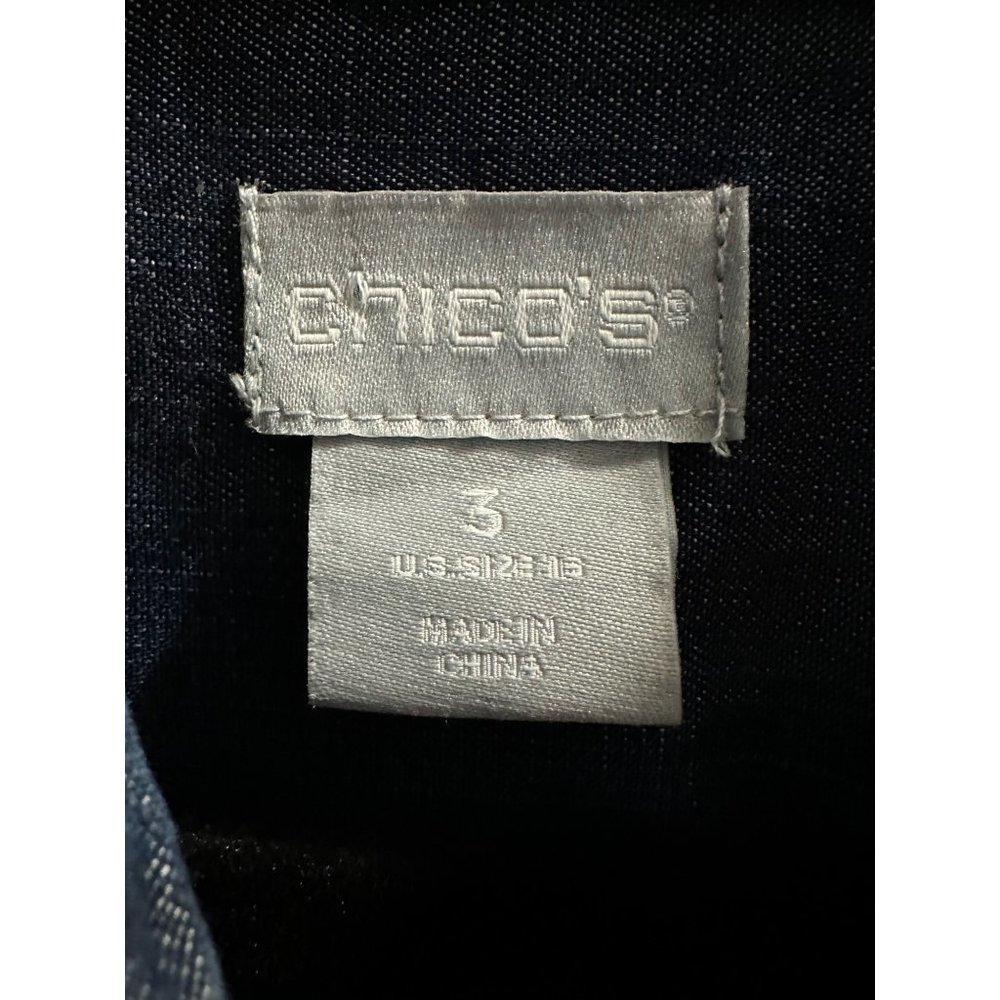 chico's®
3
U.S. SIZE 16
MADE IN
CHINA